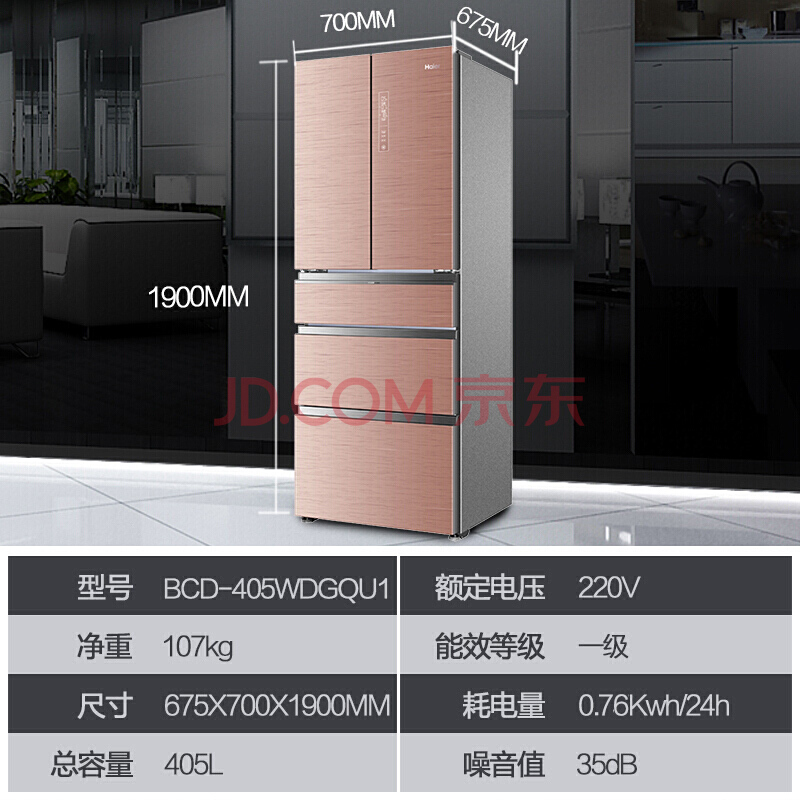 700MM
675MM
Haier
1900MM
JD.COM 京东
型号 BCD-405WDGQU1 额定电压 220V
净重 107kg 能效等级 一级
尺寸 675X700X1900MM 耗电量 0.76Kwh/24h
总容量 405L 噪音值 35dB